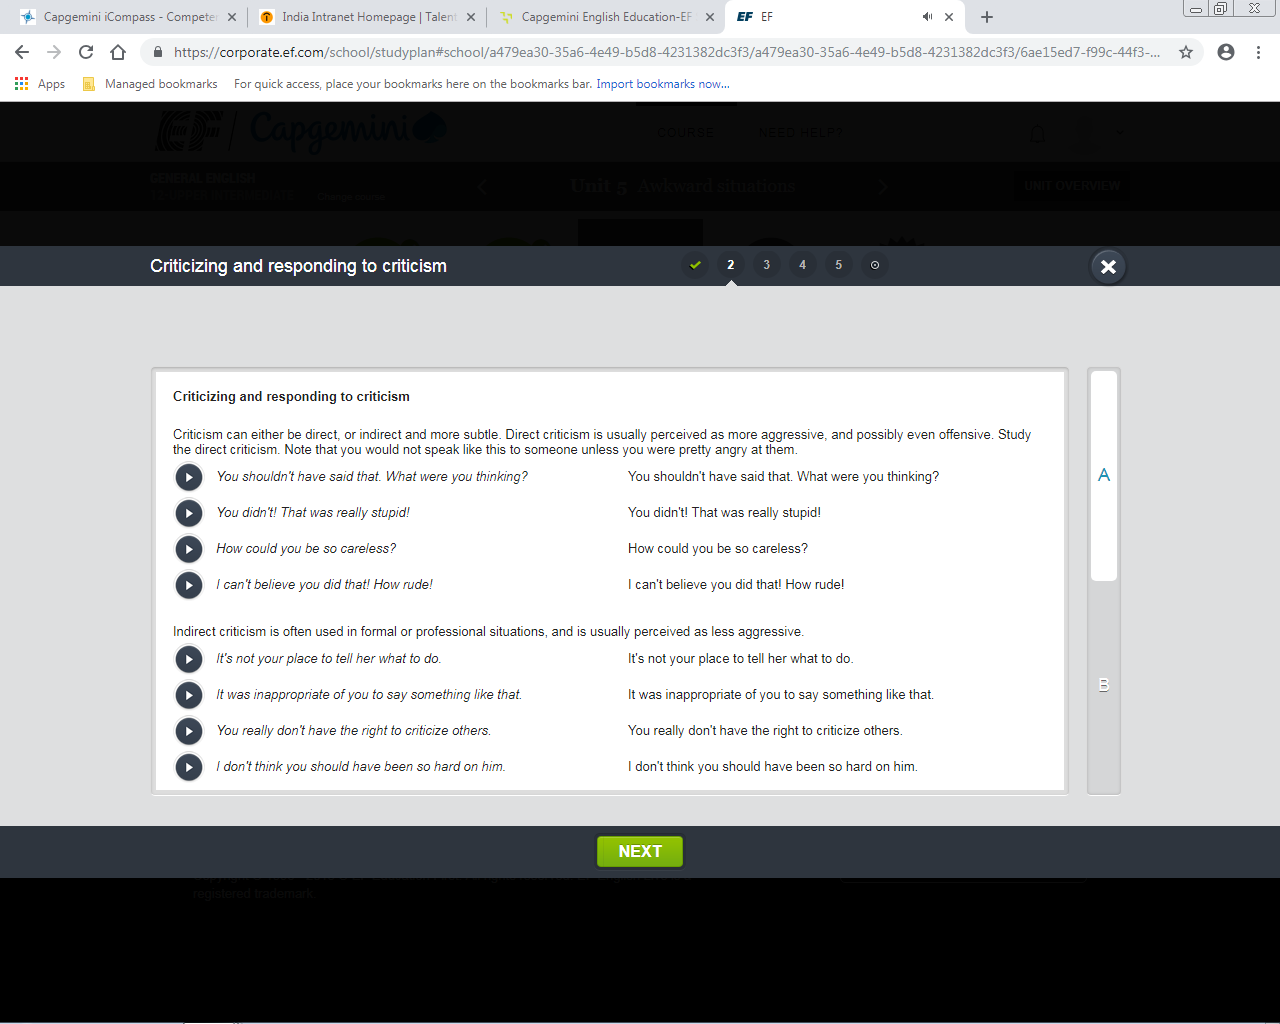 Capgemini iCompass - Competen
India Intranet Homepage | Talent
Capgemini English Education-EF
EF EF
https://corporate.ef.com/school/studyplan#school/a479ea30-35a6-4e49-b5d8-4231382dc3f3/a479ea30-35a6-4e49-b5d8-4231382dc3f3/6ae15ed7-f99c-44f3-...
Apps Managed bookmarks For quick access, place your bookmarks here on the bookmarks bar. Import bookmarks now...
EF Capgemini COURSE NEED HELP?
GENERAL ENGLISH
Unit 5 Awkward situations UNIT OVERVIEW
Change course
Criticizing and responding to criticism 2 3 4 5
Criticizing and responding to criticism
Criticism can either be direct, or indirect and more subtle. Direct criticism is usually perceived as more aggressive, and possibly even offensive. Study
the direct criticism. Note that you would not speak like this to someone unless you were pretty angry at them.
You shouldn't have said that. What were you thinking? You shouldn't have said that. What were you thinking?
A
You didn't! That was really stupid! You didn't! That was really stupid!
How could you be so careless? How could you be so careless?
I can't believe you did that! How rude! I can't believe you did that! How rude!
Indirect criticism is often used in formal or professional situations, and is usually perceived as less aggressive.
It's not your place to tell her what to do. It's not your place to tell her what to do.
B
It was inappropriate of you to say something like that. It was inappropriate of you to say something like that.
You really don't have the right to criticize others. You really don't have the right to criticize others.
I don't think you should have been so hard on him. I don't think you should have been so hard on him.
NEXT
registered trademark